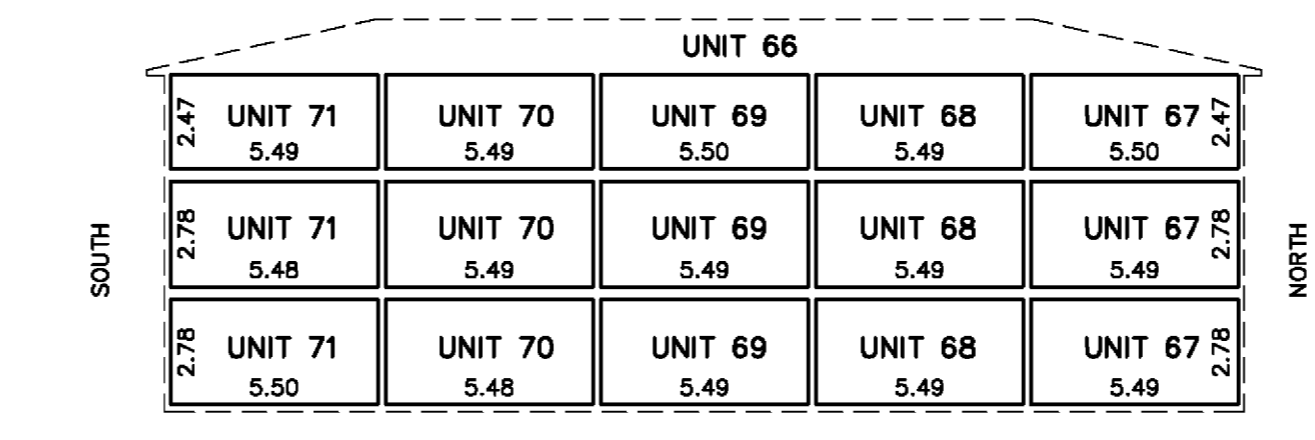 UNIT 66
2.47 UNIT 71 UNIT 70 UNIT 69 UNIT 68 UNIT 67 2.47
5.49 5.49 5.50 5.49 5.50
SOUTH
2.78 UNIT 71 UNIT 70 UNIT 69 UNIT 68 UNIT 67 2.78
5.48 5.49 5.49 5.49 5.49
NORTH
2.78 UNIT 71 UNIT 70 UNIT 69 UNIT 68 UNIT 67 2.78
5.50 5.48 5.49 5.49 5.49